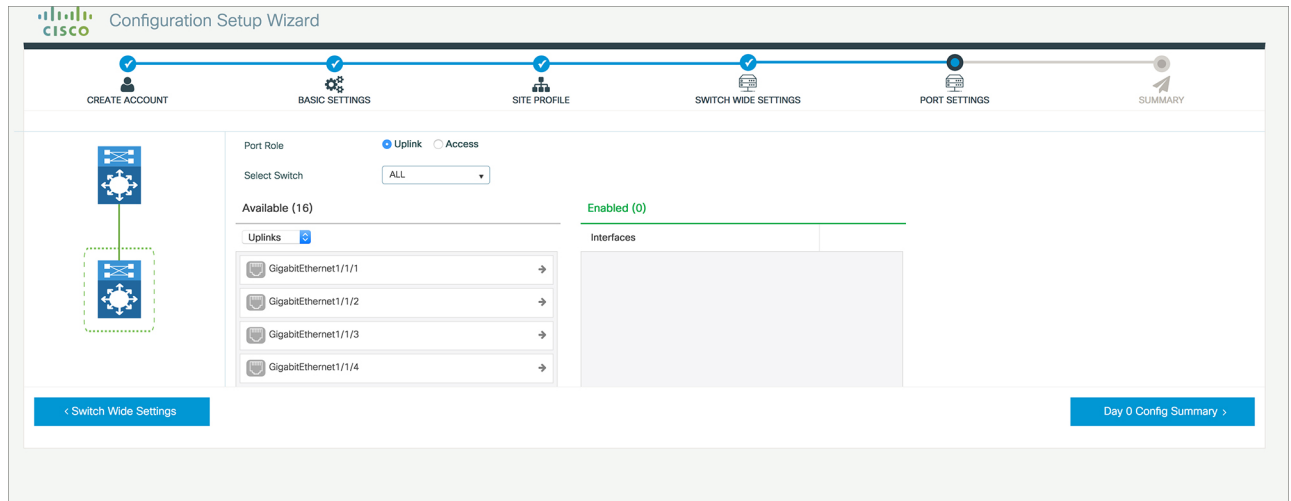 CISCO
Configuration Setup Wizard
CREATE ACCOUNT
BASIC SETTINGS
SITE PROFILE
SWITCH WIDE SETTINGS
PORT SETTINGS
SUMMARY
Port Role
Uplink
Access
Select Switch
ALL
Available (16)
Enabled (0)
Uplinks
Interfaces
GigabitEthernet1/1/1
GigabitEthernet1/1/2
GigabitEthernet1/1/3
GigabitEthernet1/1/4
< Switch Wide Settings
Day 0 Config Summary >